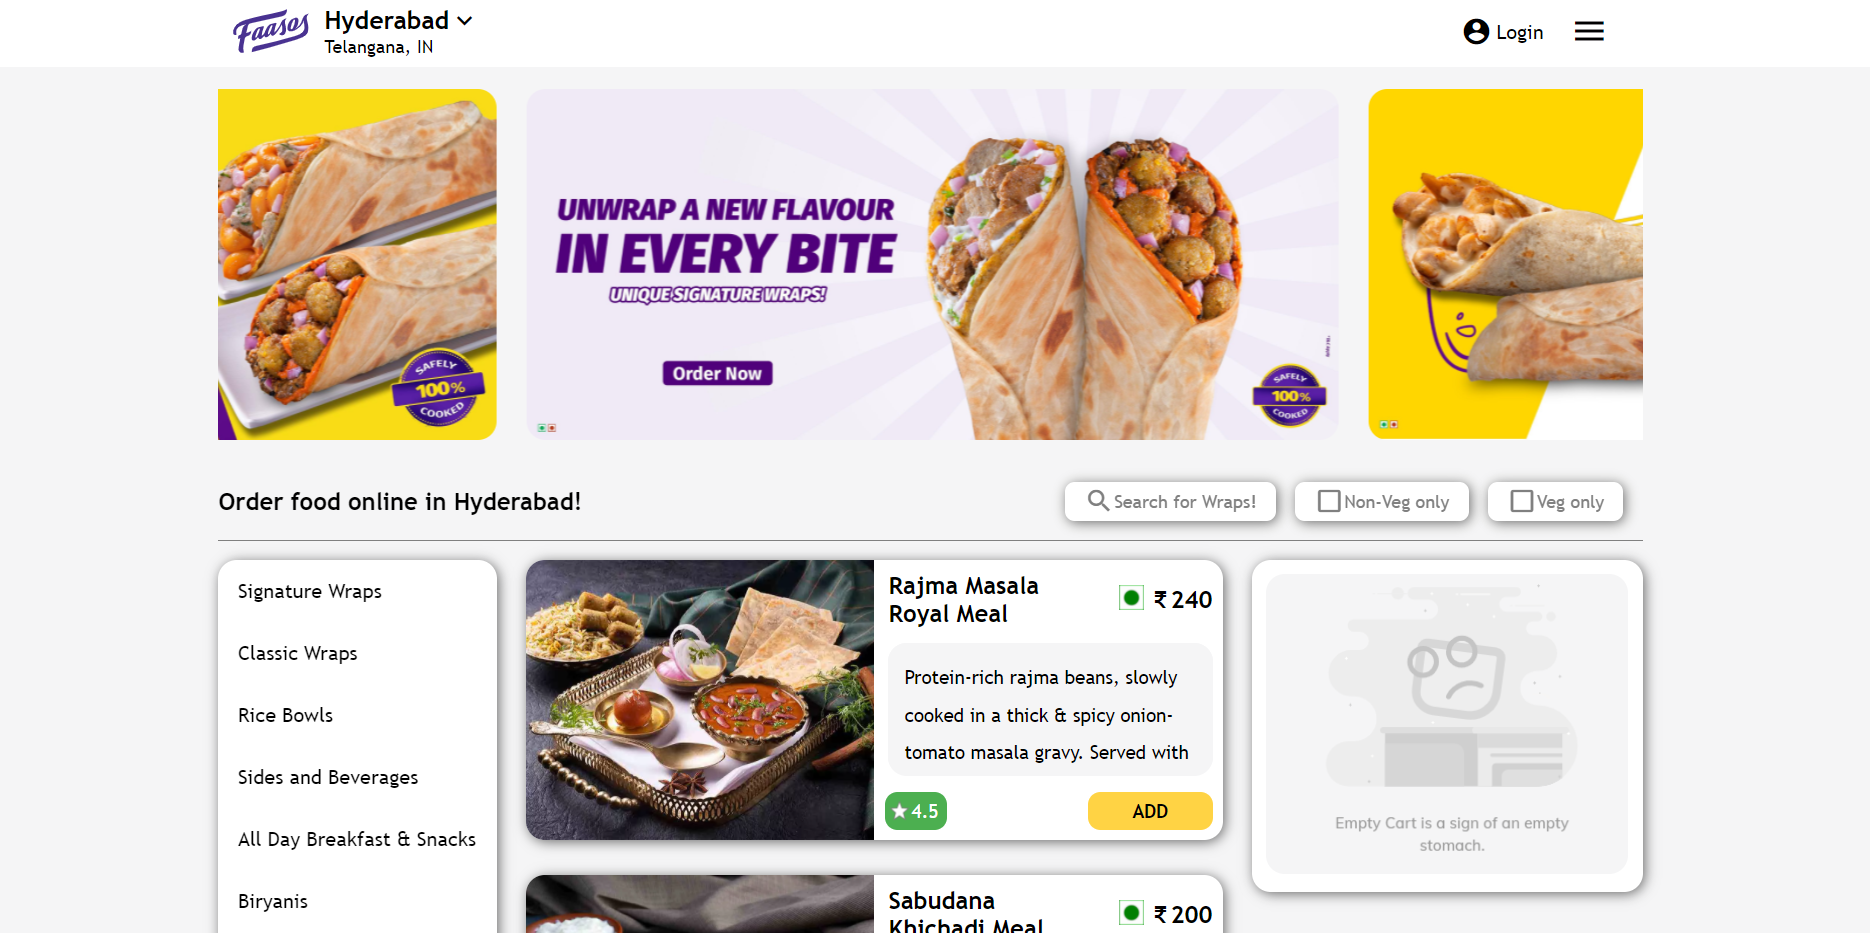 Faasos
Hyderabad
Telangana, IN
Login
SAFELY
100%
COOKED
UNWRAP A NEW FLAVOUR
IN EVERY BITE
UNIQUE SIGNATURE WRAPS!
Order Now
SAFELY
100%
COOKED
Order food online in Hyderabad!
Search for Wraps!
Non-Veg only
Veg only
Signature Wraps
Classic Wraps
Rice Bowls
Sides and Beverages
All Day Breakfast & Snacks
Biryanis
Rajma Masala
Royal Meal
₹ 240
Protein-rich rajma beans, slowly
cooked in a thick & spicy onion-
tomato masala gravy. Served with
★ 4.5
ADD
Sabudana
Khichadi Meal
₹ 200
Empty Cart is a sign of an empty
stomach.